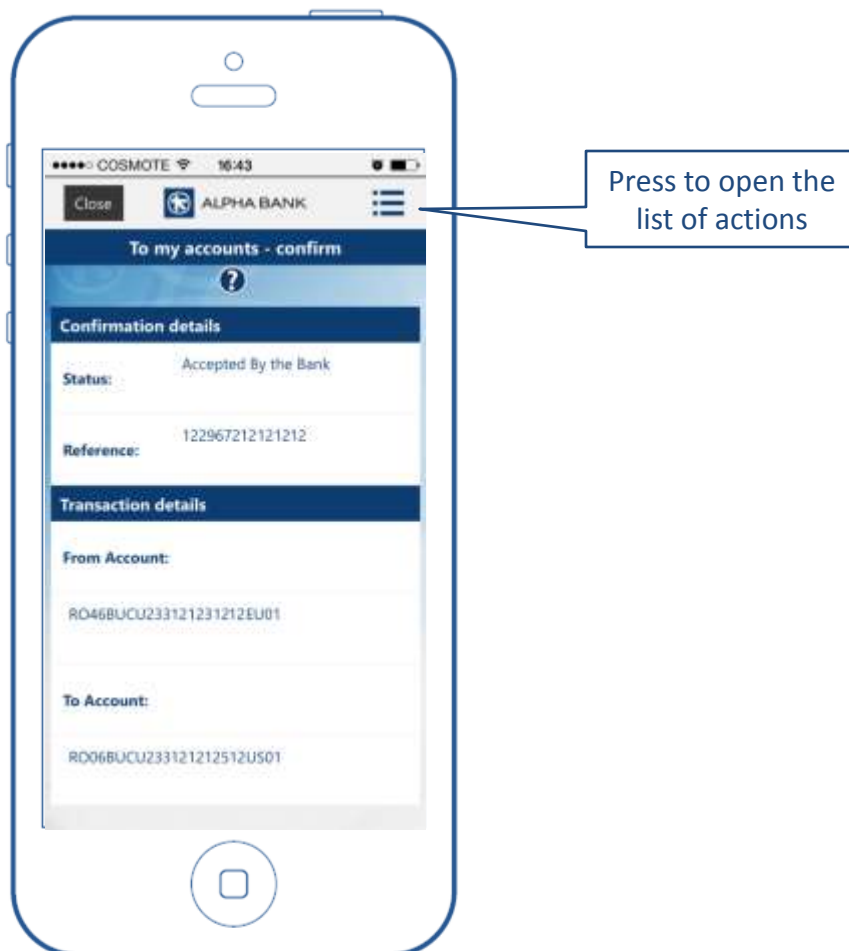 COSMOTE 16:43
Close ALPHA BANK
To my accounts - confirm
?
Confirmation details
Status: Accepted By the Bank
Reference: 122967212121212
Transaction details
From Account:
RO46BUCU233121231212EU01
To Account:
RO06BUCU233121212512US01
Press to open the
list of actions